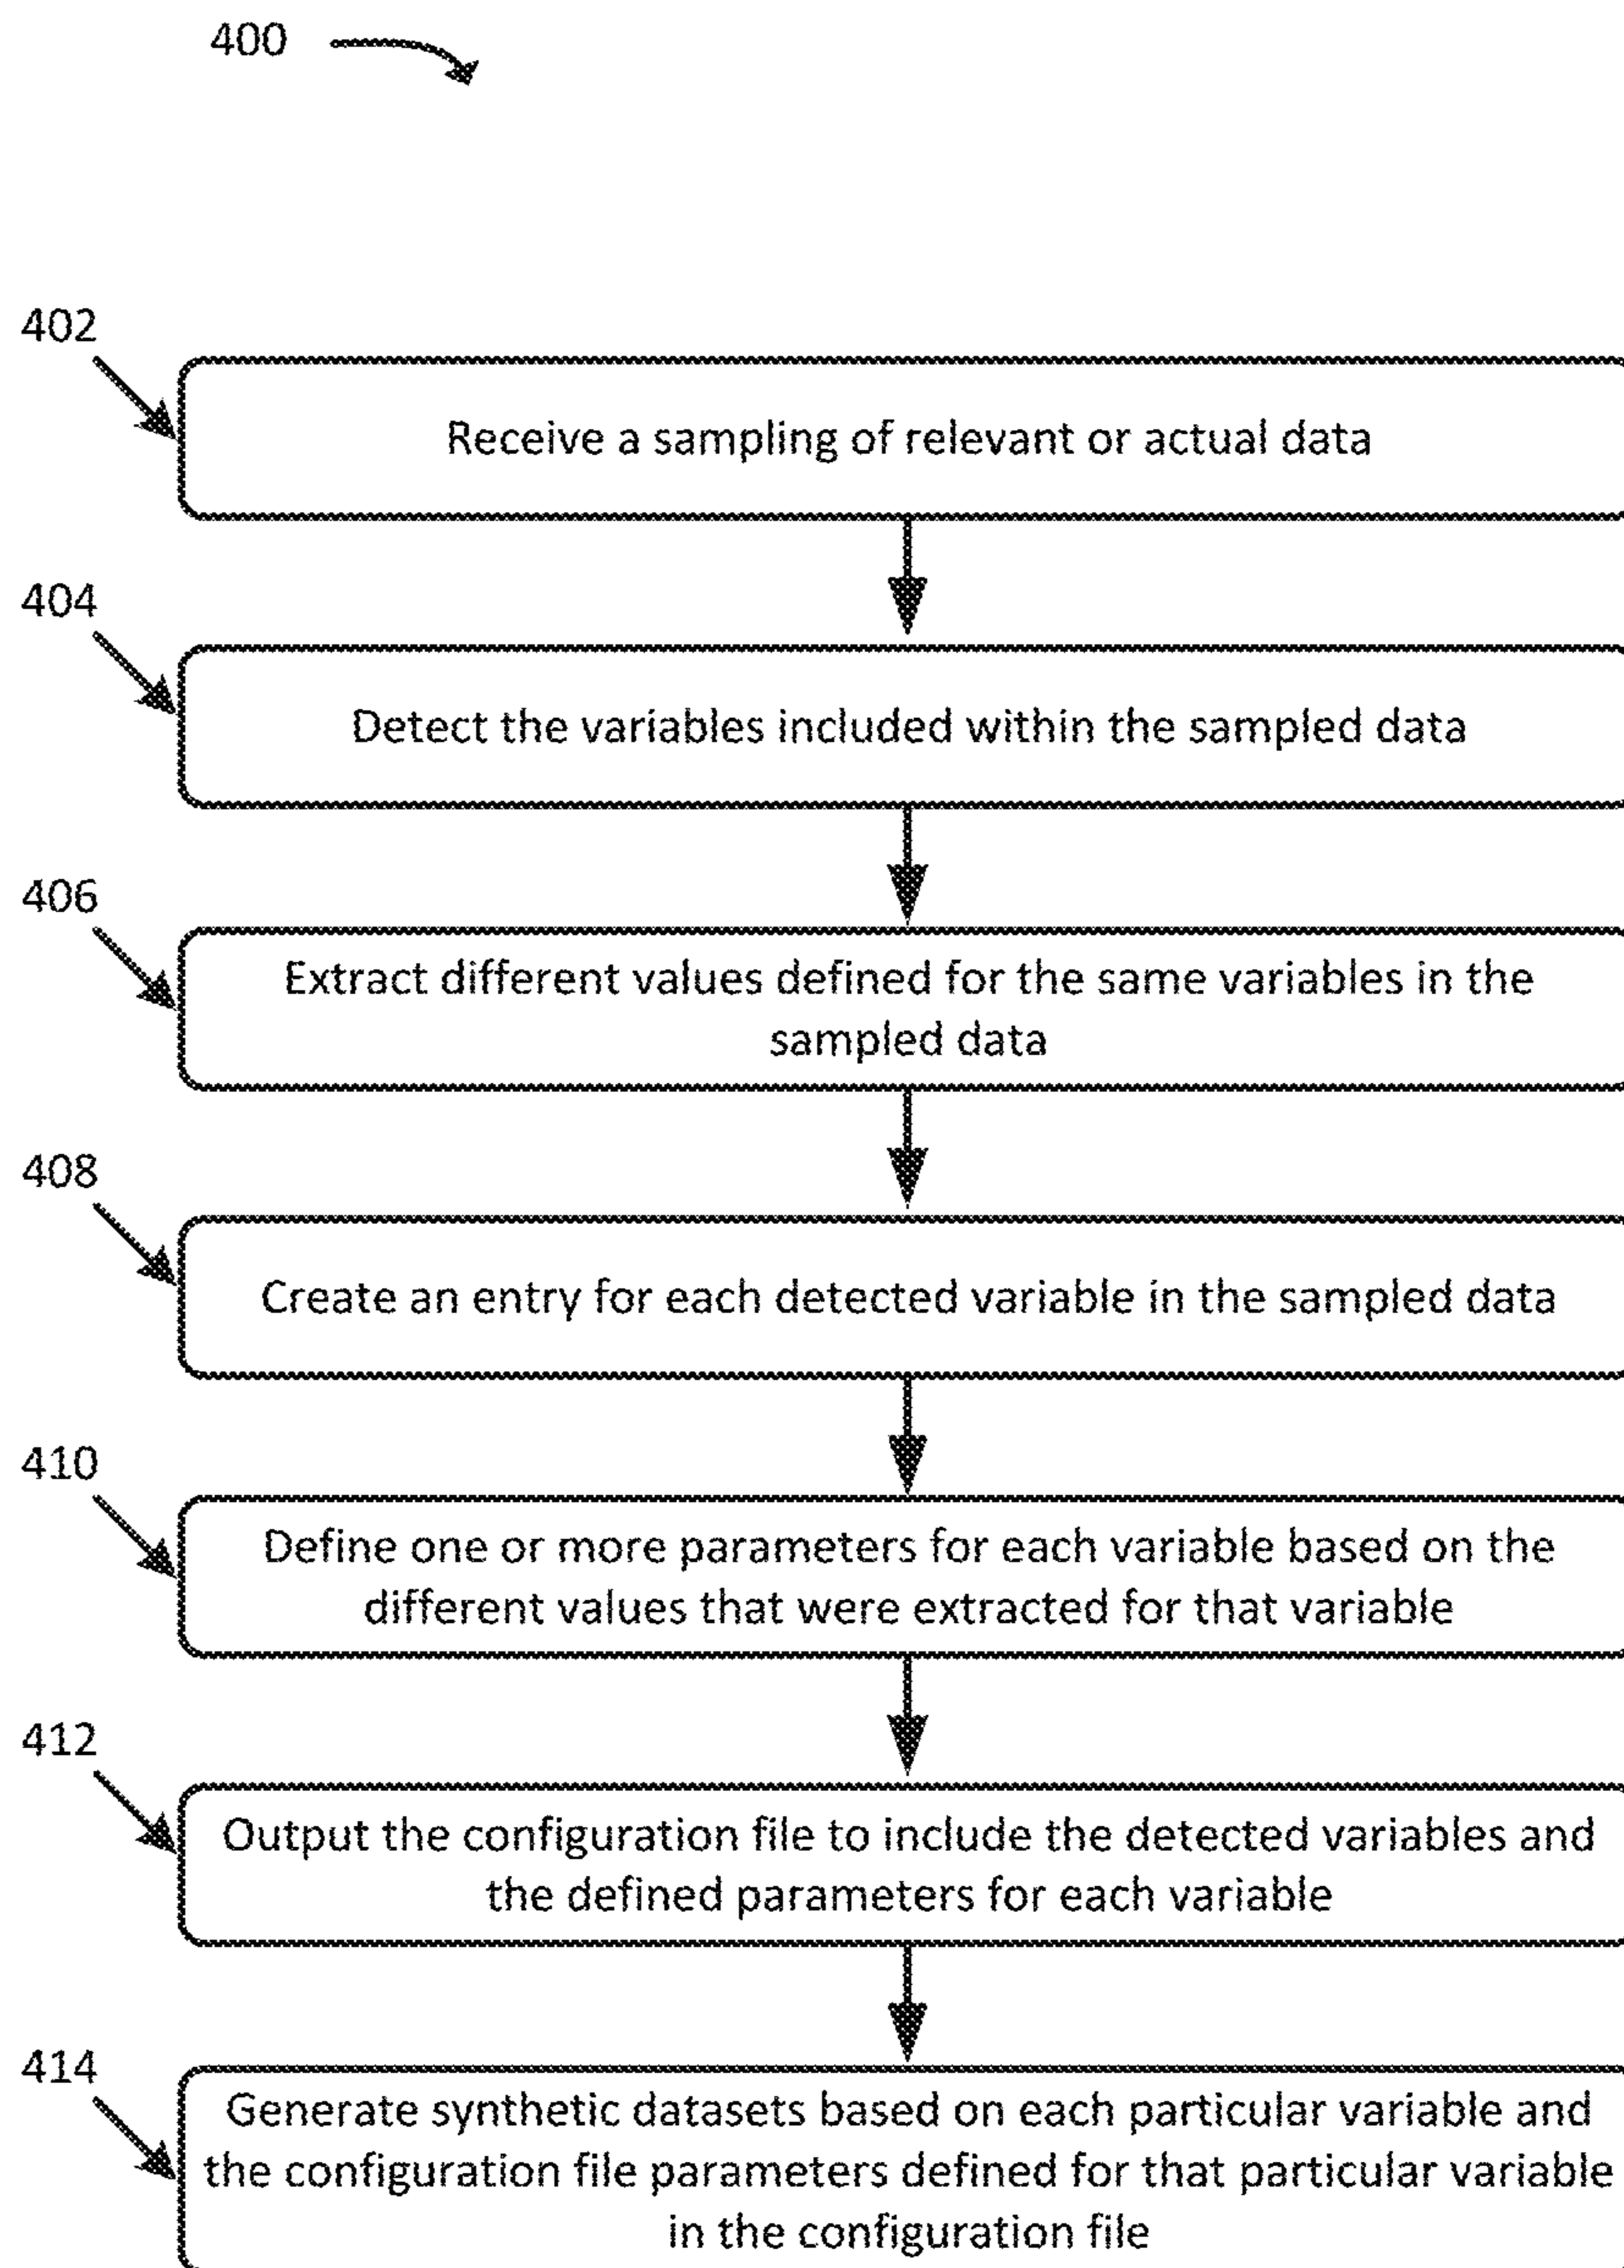 400
402
Receive a sampling of relevant or actual data
404
Detect the variables included within the sampled data
406
Extract different values defined for the same variables in the
sampled data
408
Create an entry for each detected variable in the sampled data
410
Define one or more parameters for each variable based on the
different values that were extracted for that variable
412
Output the configuration file to include the detected variables and
the defined parameters for each variable
414
Generate synthetic datasets based on each particular variable and
the configuration file parameters defined for that particular variable
in the configuration file